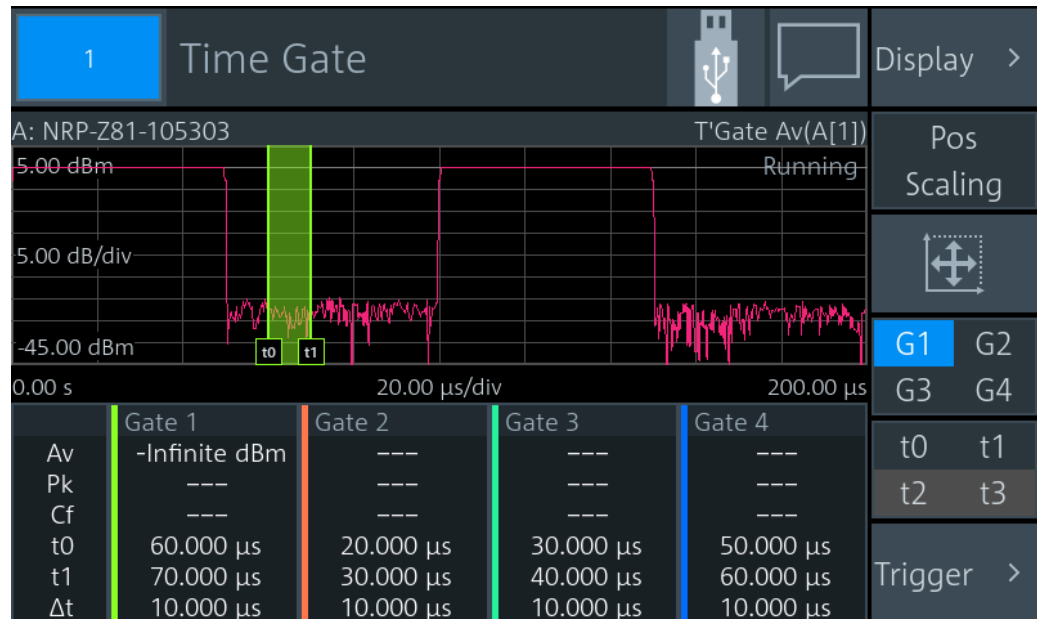 1
Time Gate
Display >
A: NRP-Z81-105303
T'Gate Av(A[1])
5.00 dBm
Running
5.00 dB/div
-45.00 dBm
t0 t1
0.00 s
20.00 µs/div
200.00 µs
Pos
Scaling
G1 G2
G3 G4
t0 t1
t2 t3
Trigger >
Gate 1 Gate 2 Gate 3 Gate 4
Av -Infinite dBm --- --- ---
Pk --- --- --- ---
Cf --- --- --- ---
t0 60.000 µs 20.000 µs 30.000 µs 50.000 µs
t1 70.000 µs 30.000 µs 40.000 µs 60.000 µs
Δt 10.000 µs 10.000 µs 10.000 µs 10.000 µs